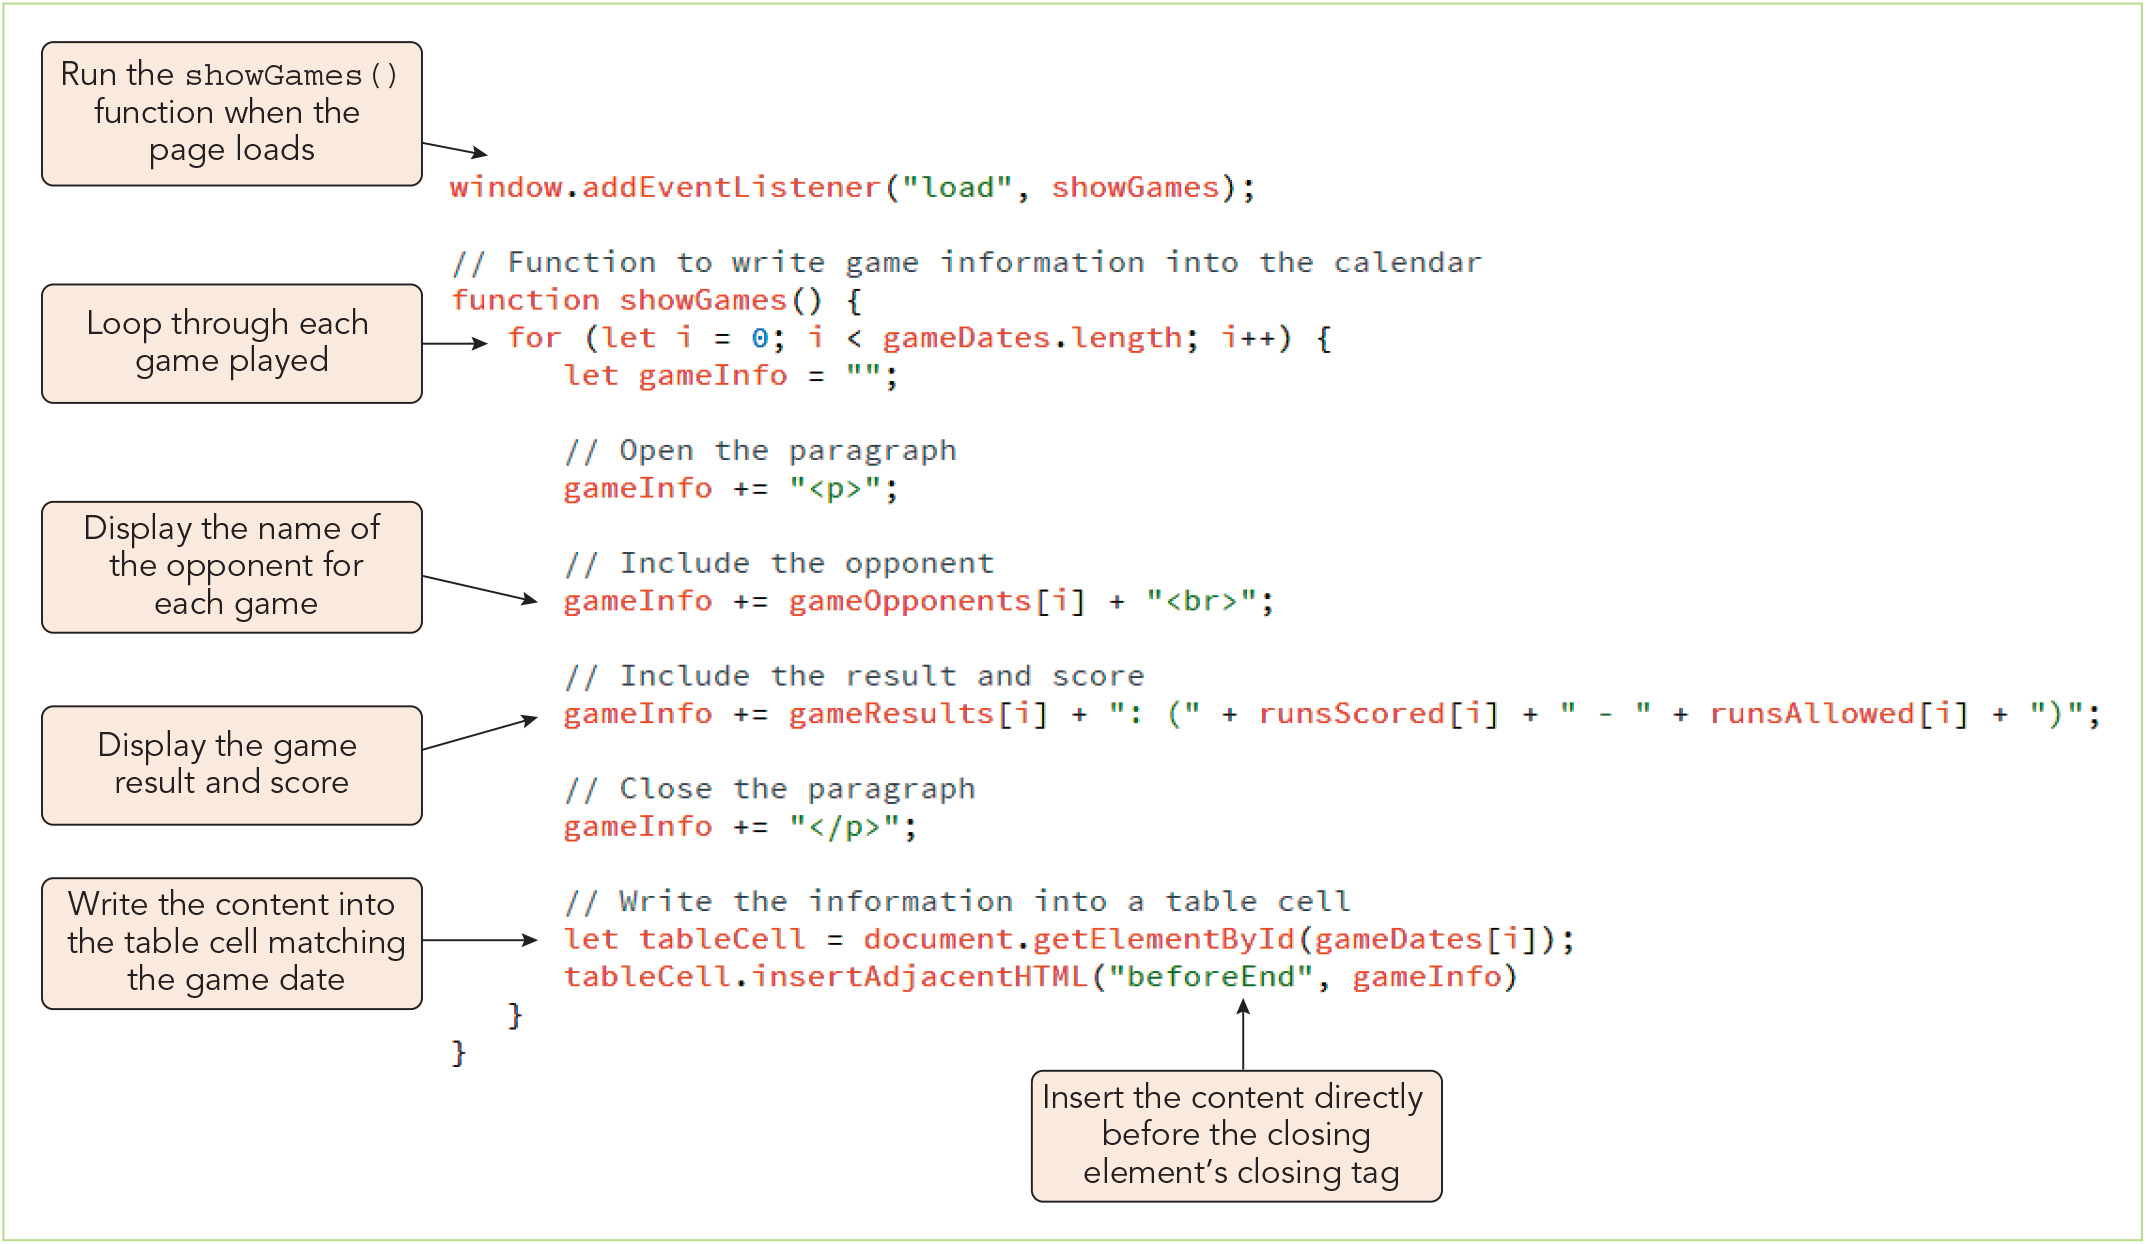 Run the showGames()
function when the
page loads
window.addEventListener("load", showGames);
// Function to write game information into the calendar
function showGames() {
Loop through each
game played
for (let i = 0; i < gameDates.length; i++) {
let gameInfo = "";
// Open the paragraph
gameInfo += "<p>";
Display the name of
the opponent for
each game
// Include the opponent
gameInfo += gameOpponents[i] + "<br>";
// Include the result and score
gameInfo += gameResults[i] + ": (" + runsScored[i] + " - " + runsAllowed[i] + ")";
Display the game
result and score
// Close the paragraph
gameInfo += "</p>";
Write the content into
the table cell matching
the game date
// Write the information into a table cell
let tableCell = document.getElementById(gameDates[i]);
tableCell.insertAdjacentHTML("beforeEnd", gameInfo)
}
}
Insert the content directly
before the closing
element’s closing tag